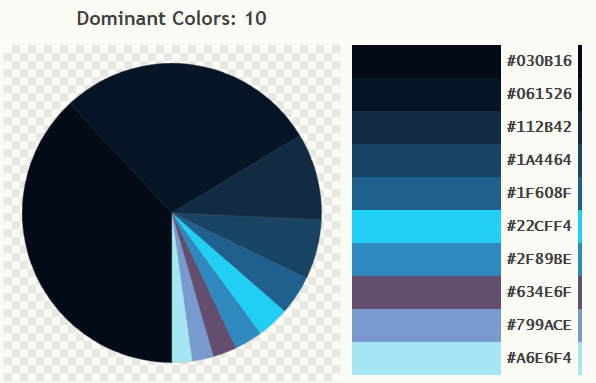 Dominant Colors: 10
#030B16
#061526
#112B42
#1A4464
#1F608F
#22CFF4
#2F89BE
#634E6F
#799ACE
#A6E6F4